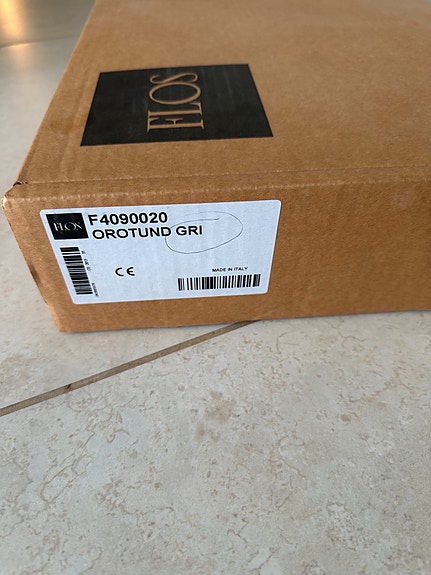 FLOS
FLOS
F4090020
OROTUND GRI
CE
MADE IN ITALY